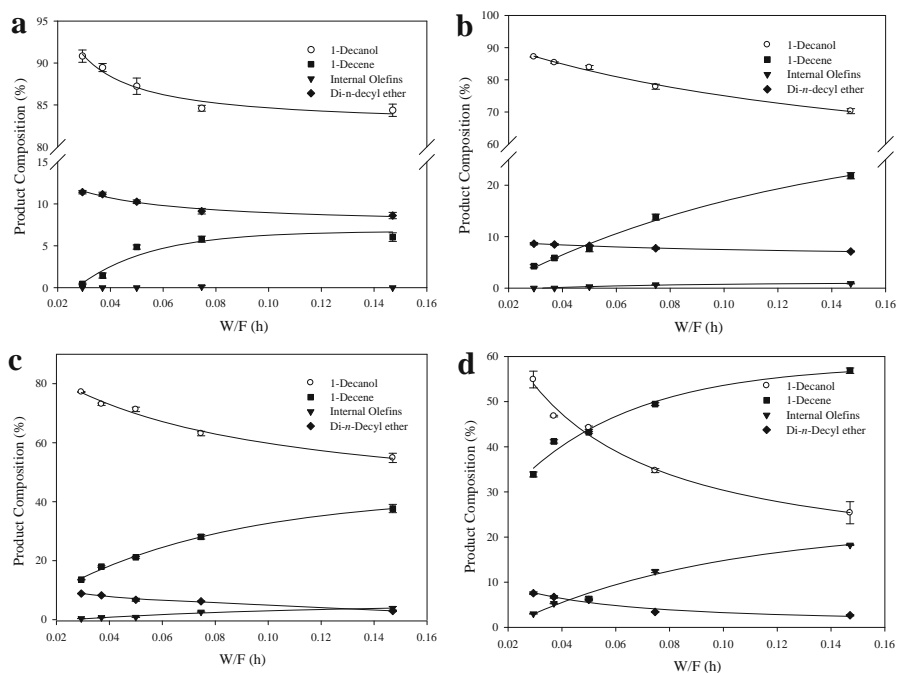 a
95
90
85
80
15
10
5
0
Product Composition (%)
1-Decanol
1-Decene
Internal Olefins
Di-n-decyl ether
0.02 0.04 0.06 0.08 0.10 0.12 0.14 0.16
W/F (h)
b
100
90
80
70
60
20
10
0
Product Composition (%)
1-Decanol
1-Decene
Internal Olefins
Di-n-decyl ether
0.02 0.04 0.06 0.08 0.10 0.12 0.14 0.16
W/F (h)
c
80
60
40
20
0
Product Composition (%)
1-Decanol
1-Decene
Internal Olefins
Di-n-Decyl ether
0.02 0.04 0.06 0.08 0.10 0.12 0.14 0.16
W/F (h)
d
60
50
40
30
20
10
0
Product Composition (%)
1-Decanol
1-Decene
Internal Olefins
Di-n-Decyl ether
0.02 0.04 0.06 0.08 0.10 0.12 0.14 0.16
W/F (h)